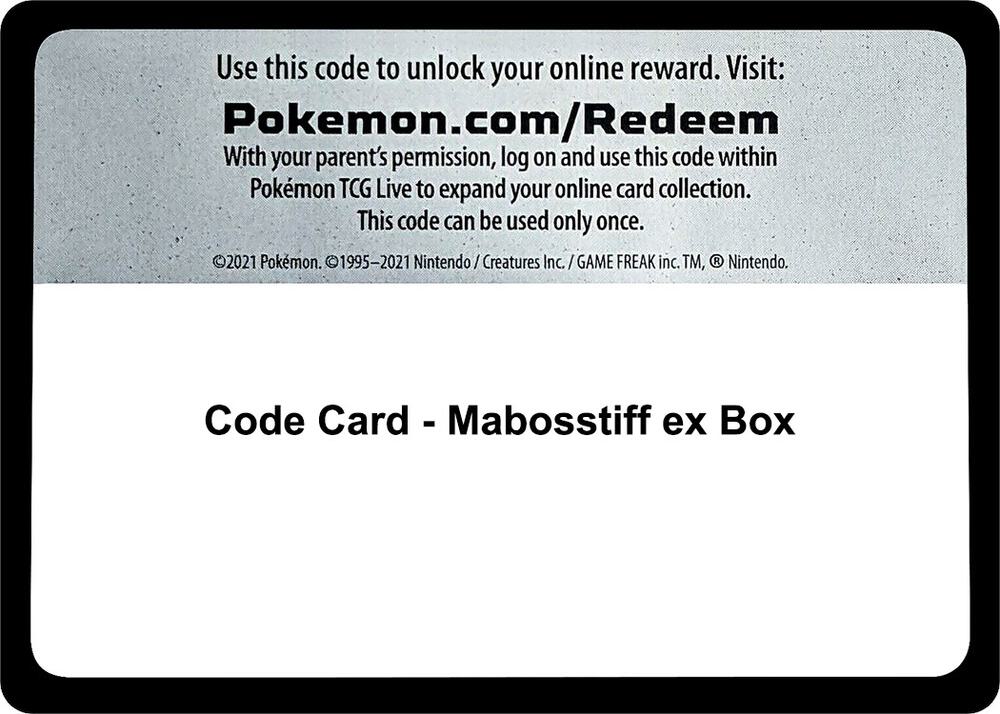 Use this code to unlock your online reward. Visit:
Pokemon.com/Redeem
With your parent's permission, log on and use this code within
Pokémon TCG Live to expand your online card collection.
This code can be used only once.
©2021 Pokémon. ©1995–2021 Nintendo / Creatures Inc. / GAME FREAK inc. TM, ® Nintendo.
Code Card - Mabosstiff ex Box